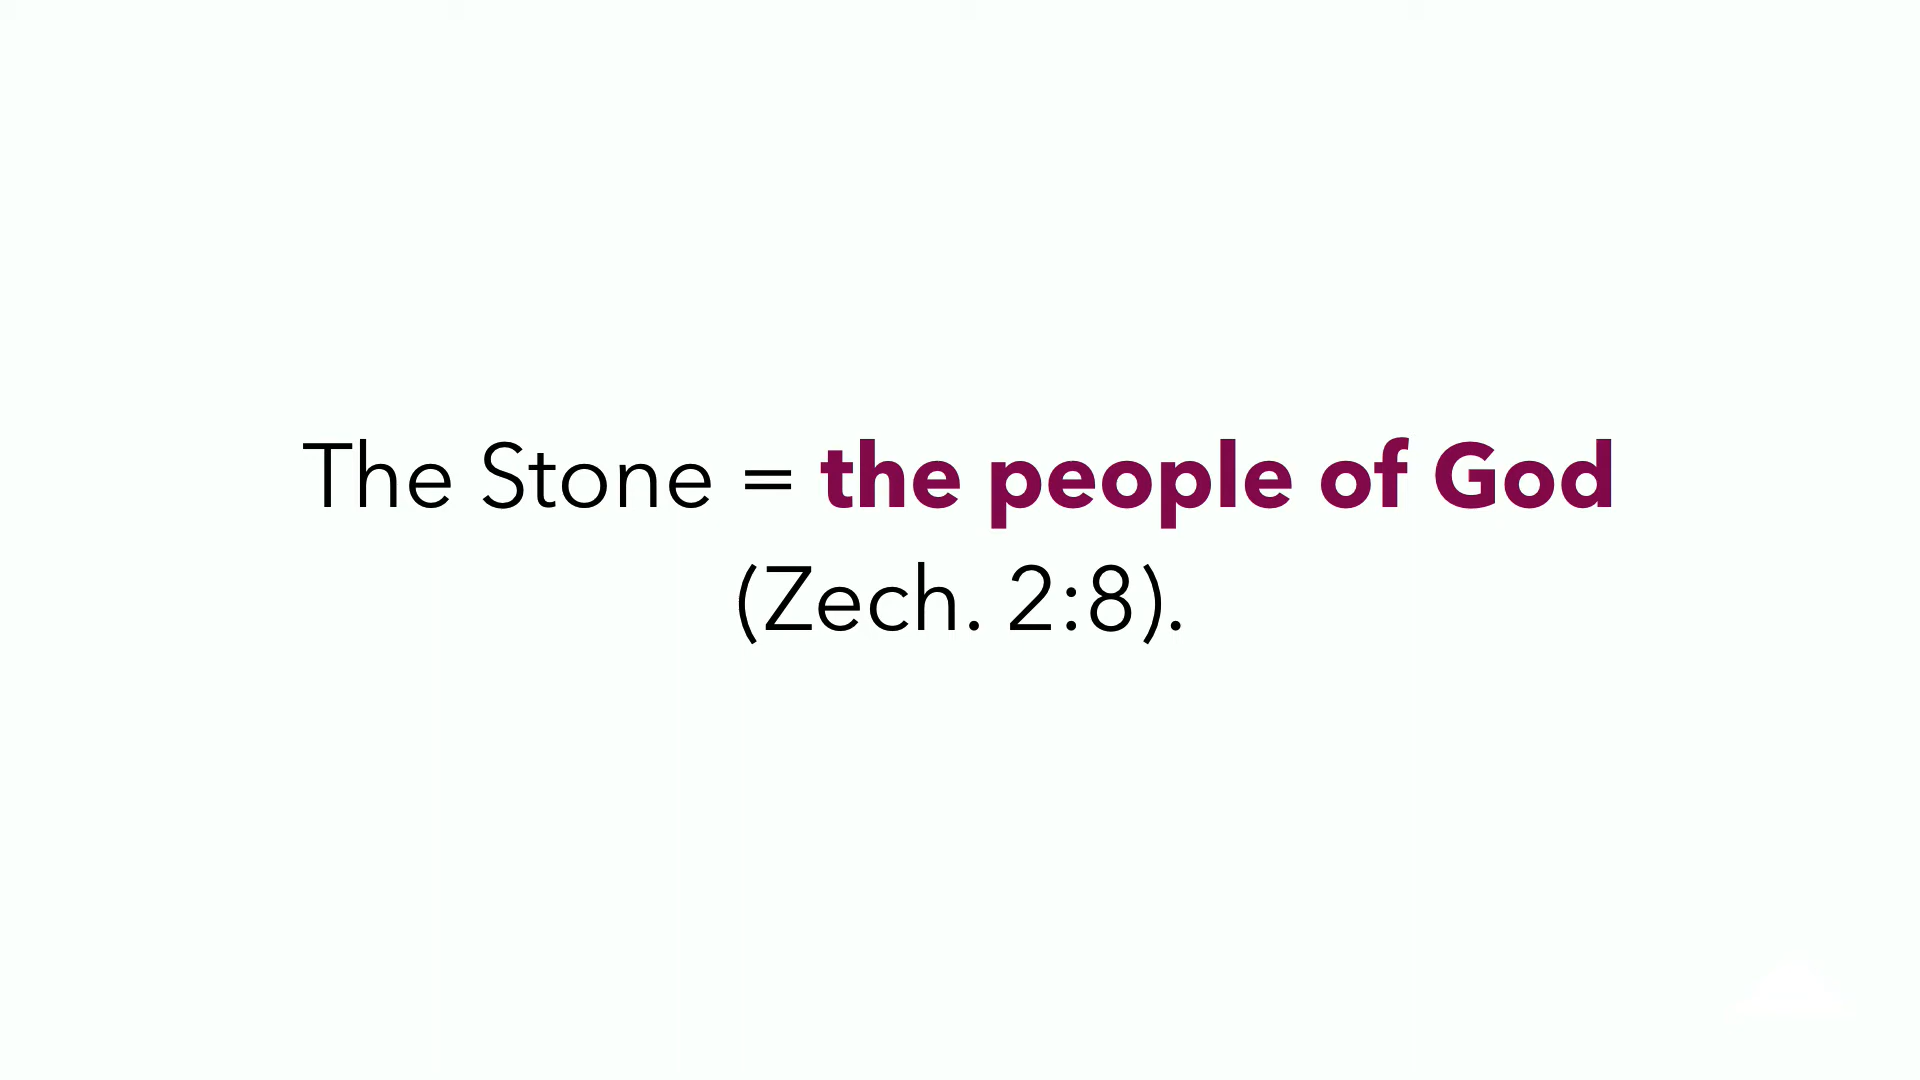 The Stone = the people of God
(Zech. 2:8).